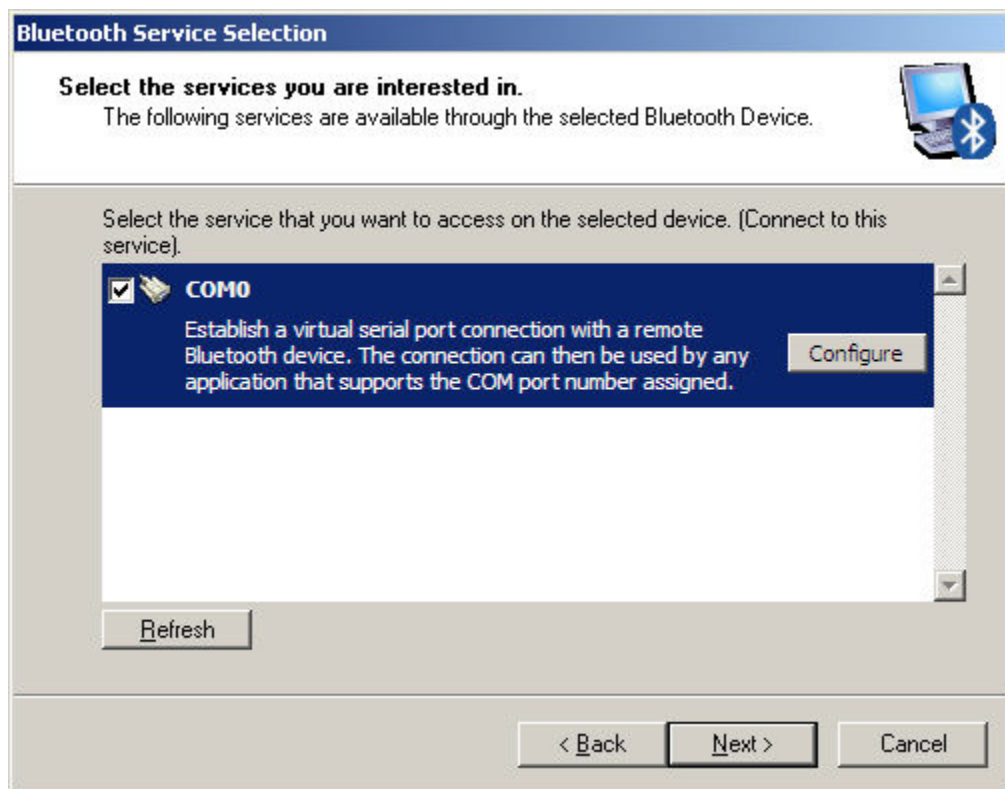 Bluetooth Service Selection
Select the services you are interested in.
The following services are available through the selected Bluetooth Device.
Select the service that you want to access on the selected device. (Connect to this
service).
COM0
Establish a virtual serial port connection with a remote
Bluetooth device. The connection can then be used by any
application that supports the COM port number assigned.
Configure
Refresh
< Back
Next >
Cancel